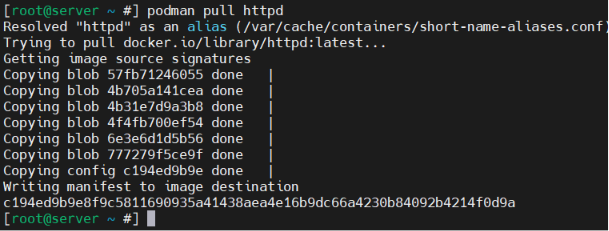 [root@server ~ #] podman pull httpd
Resolved "httpd" as an alias (/var/cache/containers/short-name-aliases.conf)
Trying to pull docker.io/library/httpd:latest...
Getting image source signatures
Copying blob 57fb71246055 done   |
Copying blob 4b705a141cea done   |
Copying blob 4b31e7d9a3b8 done   |
Copying blob 4f4fb700ef54 done   |
Copying blob 6e3e6d1d5b56 done   |
Copying blob 777279f5ce9f done   |
Copying config c194ed9b9e done   |
Writing manifest to image destination
c194ed9b9e8f9c5811690935a41438aea4e16b9dc66a4230b84092b4214f0d9a
[root@server ~ #]